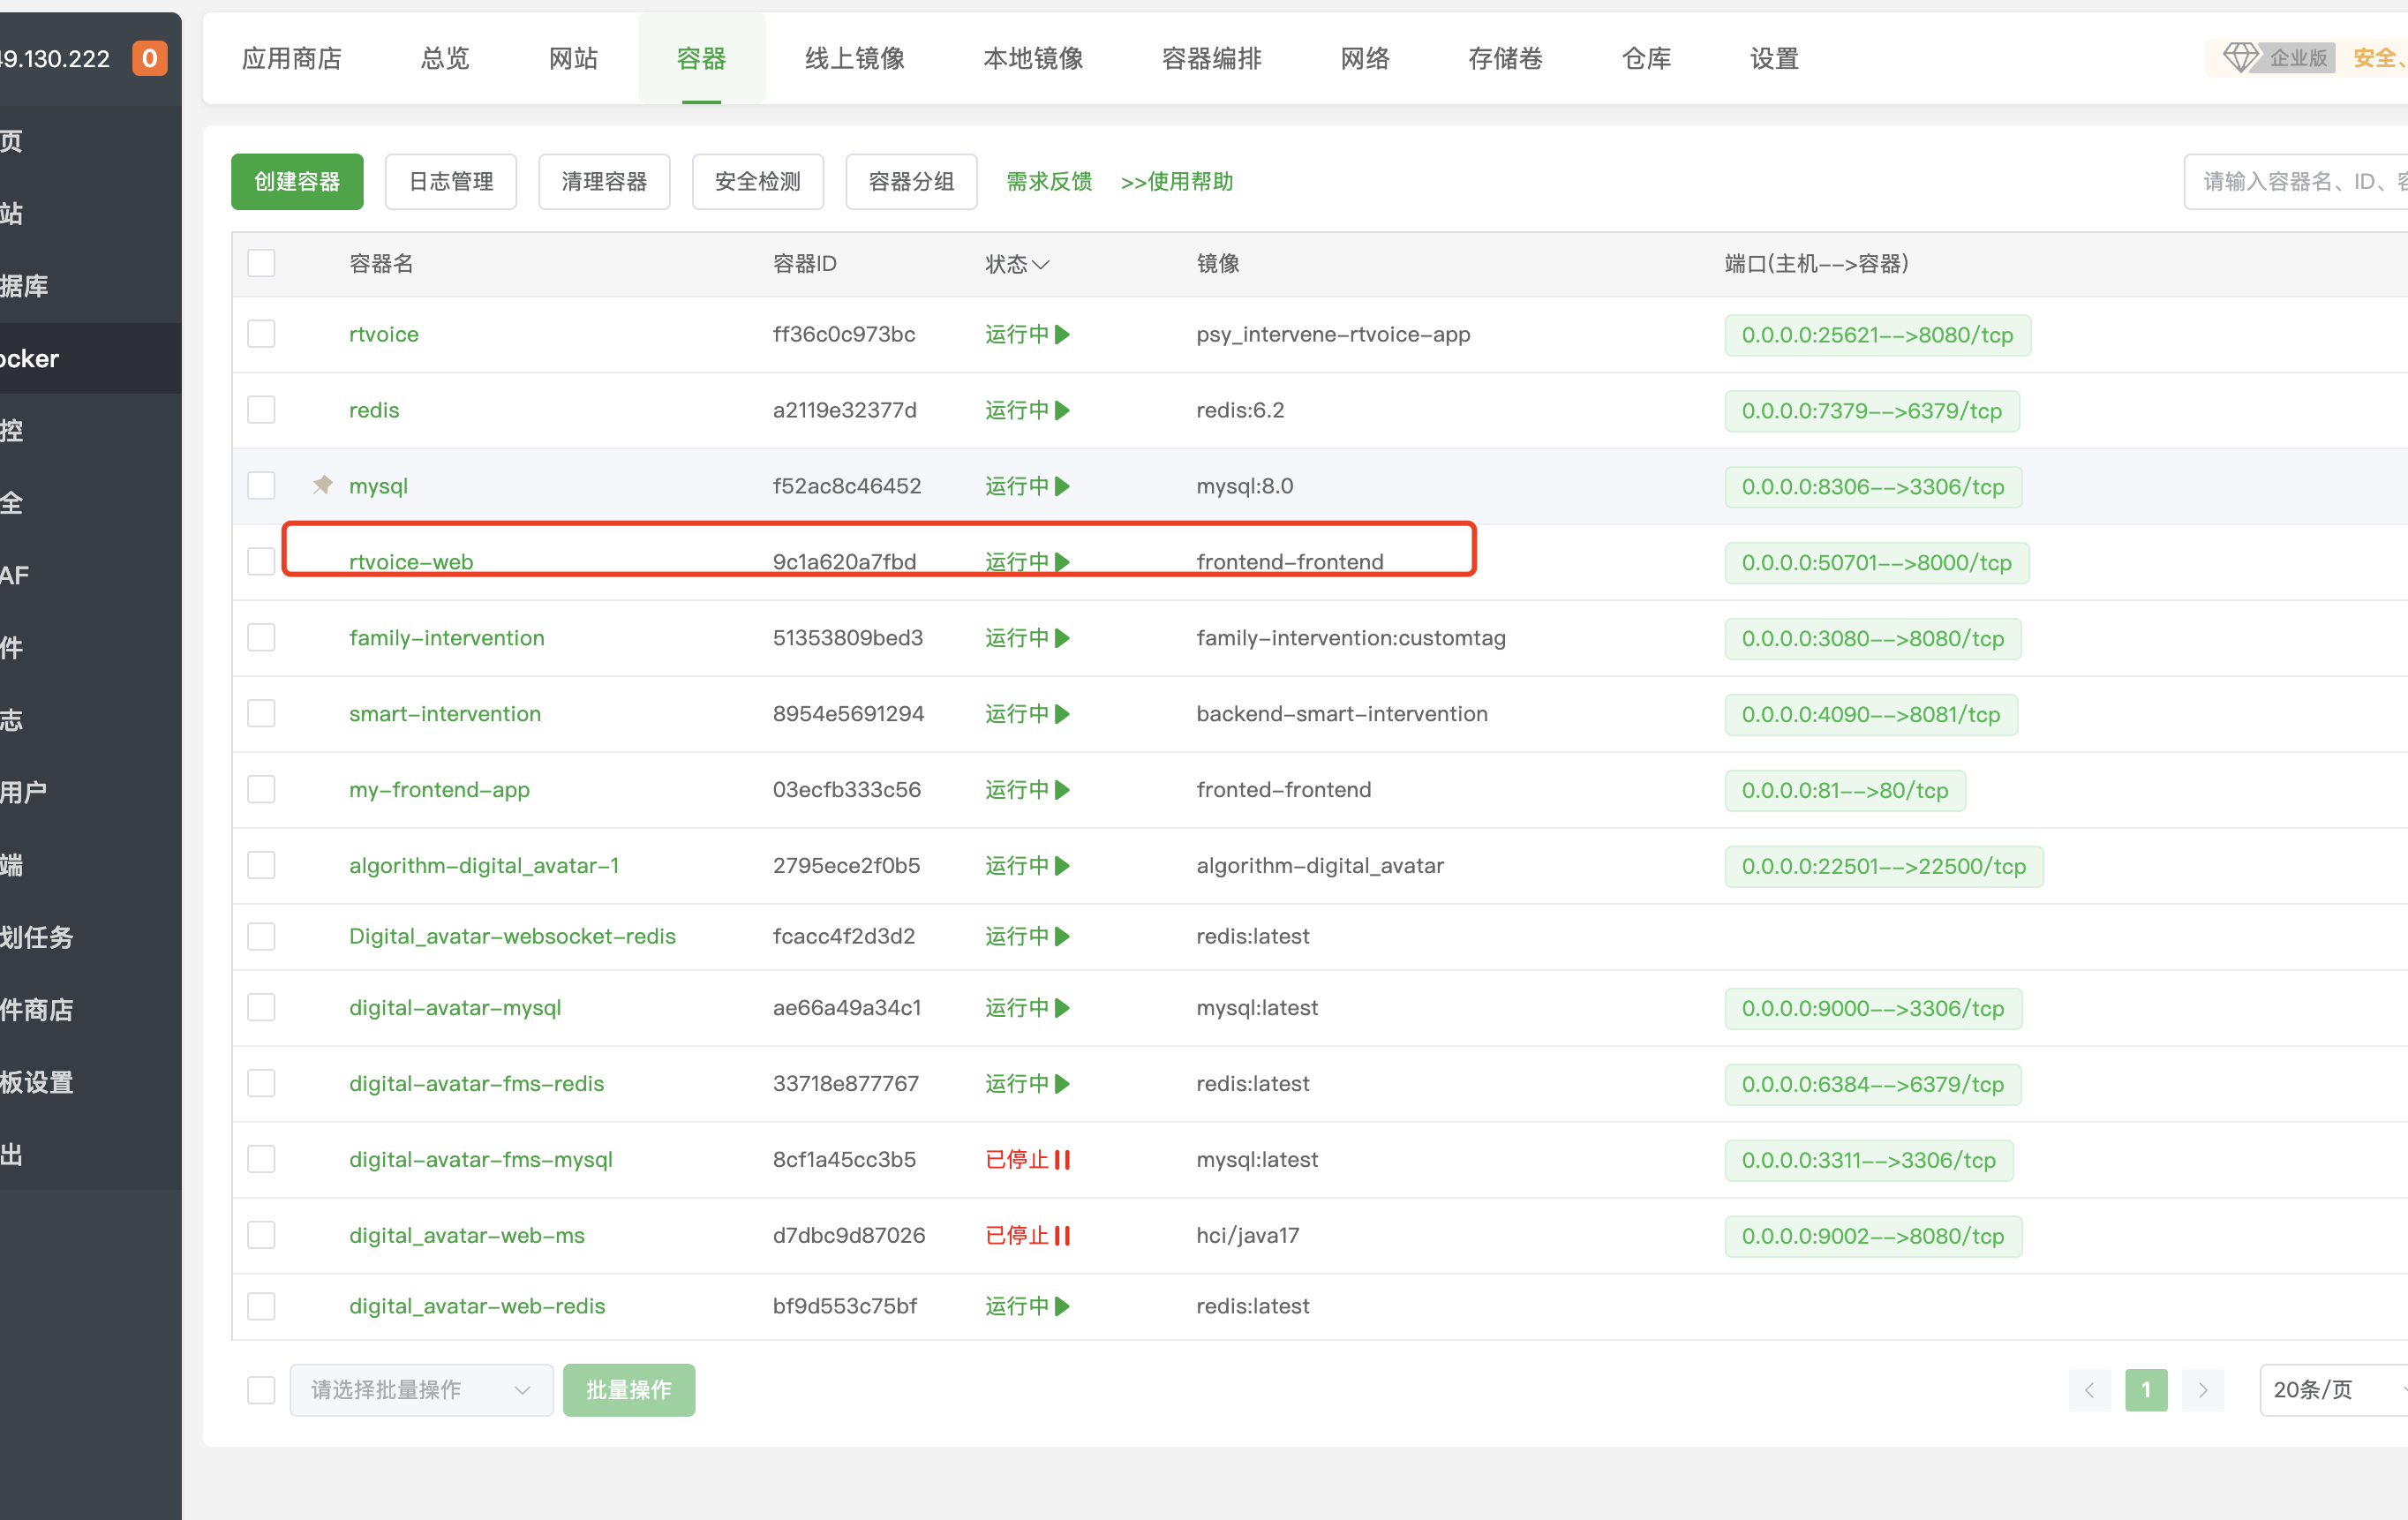 49.130.222 0
应用商店 总览 网站 容器 线上镜像 本地镜像 容器编排 网络 存储卷 仓库 设置 企业版 安全、
页
站
据库
ocker
控
全
AF
件
志
用户
端
划任务
件商店
板设置
出
创建容器 日志管理 清理容器 安全检测 容器分组 需求反馈 >>使用帮助 请输入容器名、ID、容
容器名 容器ID 状态 镜像 端口(主机-->容器)
rtvoice ff36c0c973bc 运行中 psy_intervene-rtvoice-app 0.0.0.0:25621-->8080/tcp
redis a2119e32377d 运行中 redis:6.2 0.0.0.0:7379-->6379/tcp
mysql f52ac8c46452 运行中 mysql:8.0 0.0.0.0:8306-->3306/tcp
rtvoice-web 9c1a620a7fbd 运行中 frontend-frontend 0.0.0.0:50701-->8000/tcp
family-intervention 51353809bed3 运行中 family-intervention:customtag 0.0.0.0:3080-->8080/tcp
smart-intervention 8954e5691294 运行中 backend-smart-intervention 0.0.0.0:4090-->8081/tcp
my-frontend-app 03ecfb333c56 运行中 fronted-frontend 0.0.0.0:81-->80/tcp
algorithm-digital_avatar-1 2795ece2f0b5 运行中 algorithm-digital_avatar 0.0.0.0:22501-->22500/tcp
Digital_avatar-websocket-redis fcacc4f2d3d2 运行中 redis:latest
digital-avatar-mysql ae66a49a34c1 运行中 mysql:latest 0.0.0.0:9000-->3306/tcp
digital-avatar-fms-redis 33718e877767 运行中 redis:latest 0.0.0.0:6384-->6379/tcp
digital-avatar-fms-mysql 8cf1a45cc3b5 已停止 mysql:latest 0.0.0.0:3311-->3306/tcp
digital_avatar-web-ms d7dbc9d87026 已停止 hci/java17 0.0.0.0:9002-->8080/tcp
digital_avatar-web-redis bf9d553c75bf 运行中 redis:latest
请选择批量操作 批量操作 1 20条/页